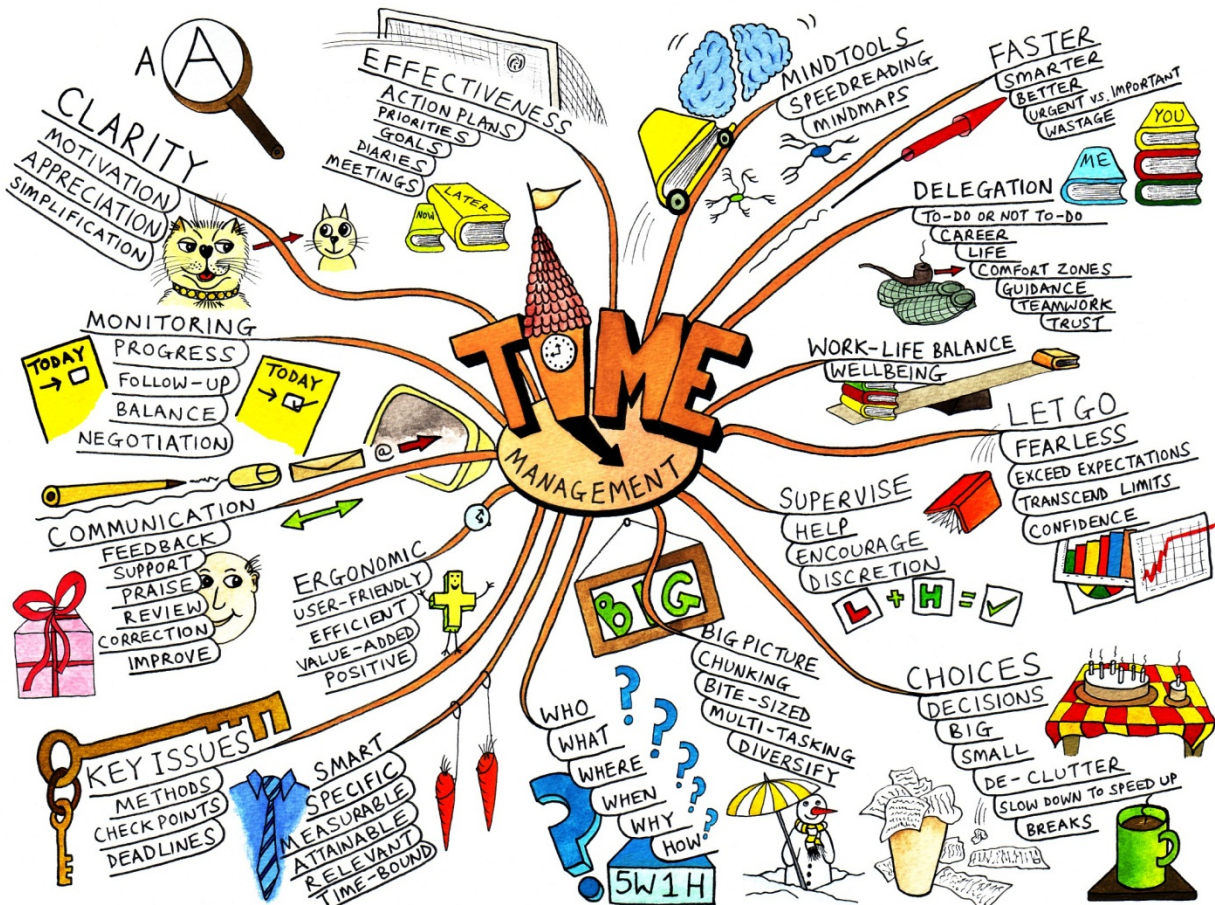 TIME
MANAGEMENT
A A
CLARITY
MOTIVATION
APPRECIATION
SIMPLIFICATION
EFFECTIVENESS
ACTION PLANS
PRIORITIES
GOALS
DIARIES
MEETINGS
NOW
LATER
MINDTOOLS
SPEEDREADING
MINDMAPS
FASTER
SMARTER
BETTER
URGENT VS. IMPORTANT
WASTAGE
ME
YOU
DELEGATION
TO-DO OR NOT TO-DO
CAREER
LIFE
COMFORT ZONES
GUIDANCE
TEAMWORK
TRUST
WORK-LIFE BALANCE
WELLBEING
LET GO
FEARLESS
EXCEED EXPECTATIONS
TRANSCEND LIMITS
CONFIDENCE
SUPERVISE
HELP
ENCOURAGE
DISCRETION
L + H = ✓
CHOICES
DECISIONS
BIG
SMALL
DE-CLUTTER
SLOW DOWN TO SPEED UP
BREAKS
BIG
BIG PICTURE
CHUNKING
BITE-SIZED
MULTI-TASKING
DIVERSIFY
WHO
WHAT
WHERE
WHEN
WHY
HOW
?
? ? ? ? ? ? ?
5W1H
SMART
SPECIFIC
MEASURABLE
ATTAINABLE
RELEVANT
TIME-BOUND
KEY ISSUES
METHODS
CHECKPOINTS
DEADLINES
ERGONOMIC
USER-FRIENDLY
EFFICIENT
VALUE-ADDED
POSITIVE
COMMUNICATION
FEEDBACK
SUPPORT
PRAISE
REVIEW
CORRECTION
IMPROVE
@
MONITORING
PROGRESS
FOLLOW-UP
BALANCE
NEGOTIATION
TODAY
→
TODAY
→ ✓